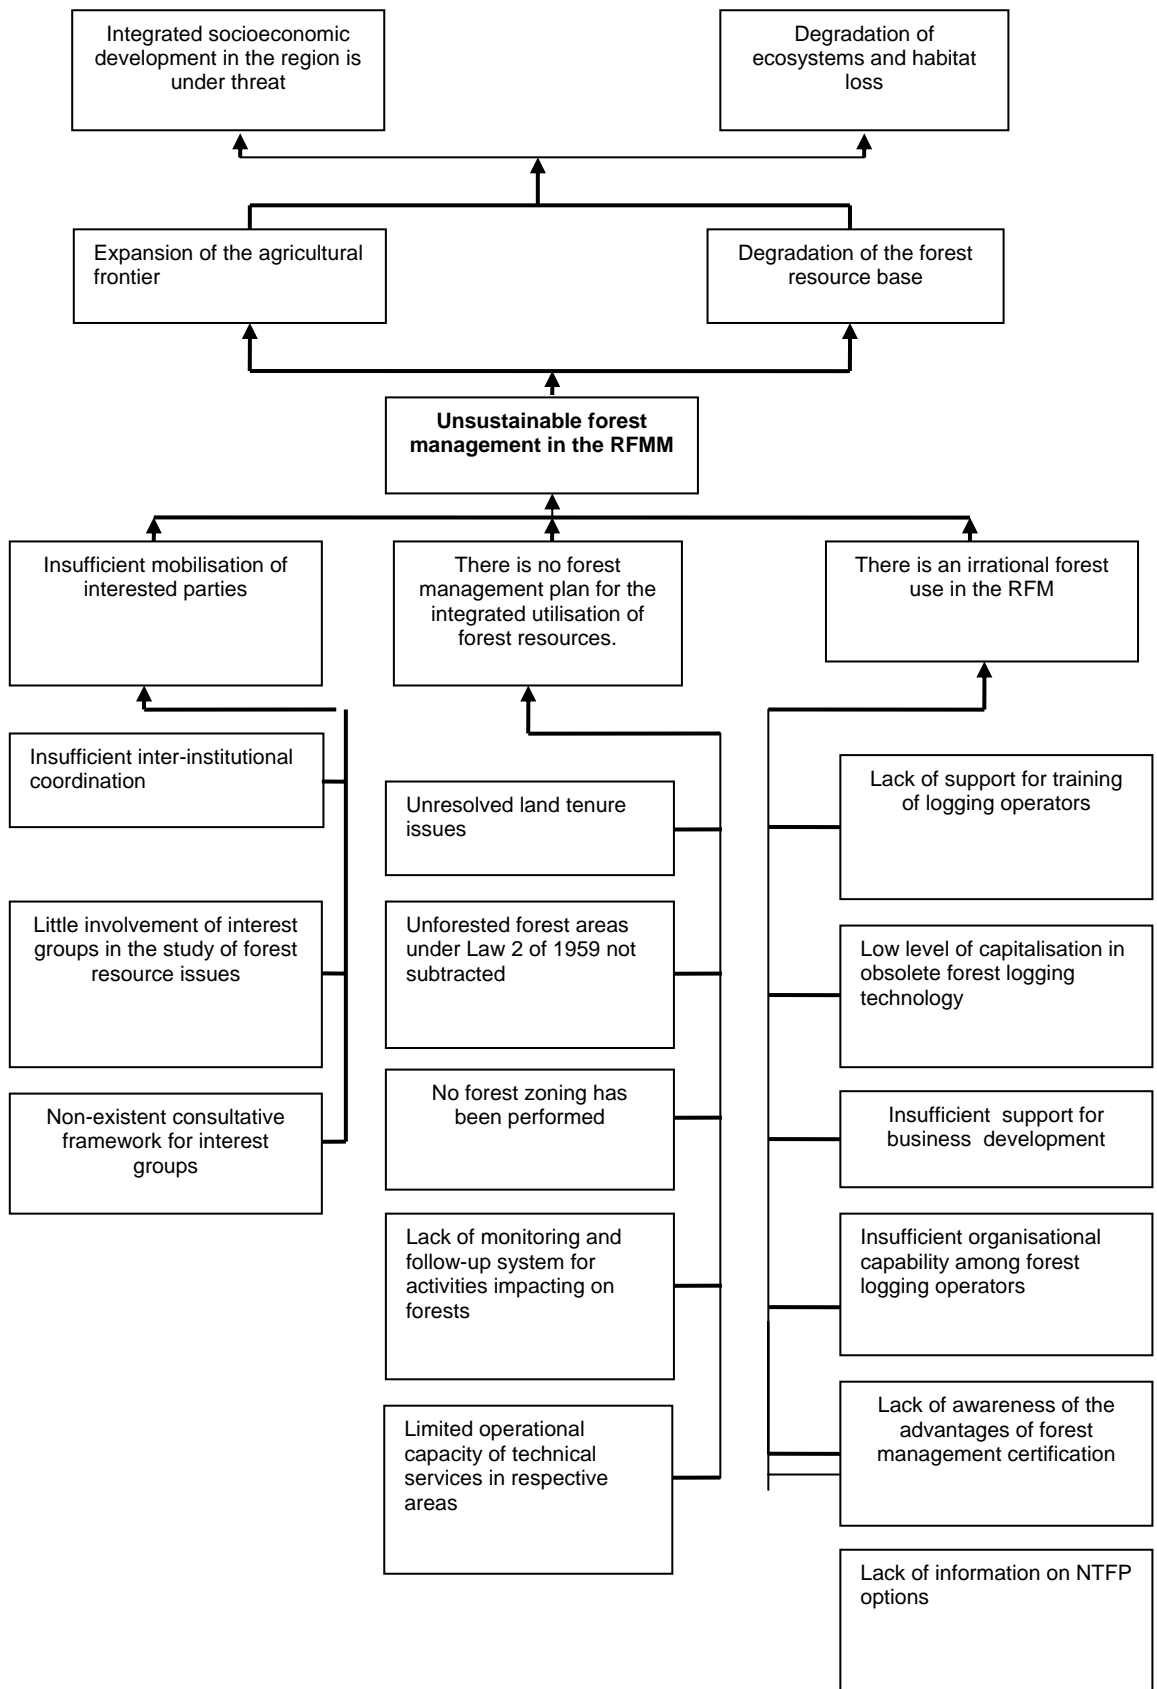 Integrated socioeconomic
development in the region is
under threat
Degradation of
ecosystems and habitat
loss
Expansion of the agricultural
frontier
Degradation of the forest
resource base
Unsustainable forest
management in the RFMM
Insufficient mobilisation of
interested parties
There is no forest
management plan for the
integrated utilisation of
forest resources.
There is an irrational forest
use in the RFM
Insufficient inter-institutional
coordination
Little involvement of interest
groups in the study of forest
resource issues
Non-existent consultative
framework for interest
groups
Unresolved land tenure
issues
Unforested forest areas
under Law 2 of 1959 not
subtracted
No forest zoning has
been performed
Lack of monitoring and
follow-up system for
activities impacting on
forests
Limited operational
capacity of technical
services in respective
areas
Lack of support for training
of logging operators
Low level of capitalisation in
obsolete forest logging
technology
Insufficient support for
business development
Insufficient organisational
capability among forest
logging operators
Lack of awareness of the
advantages of forest
management certification
Lack of information on NTFP
options